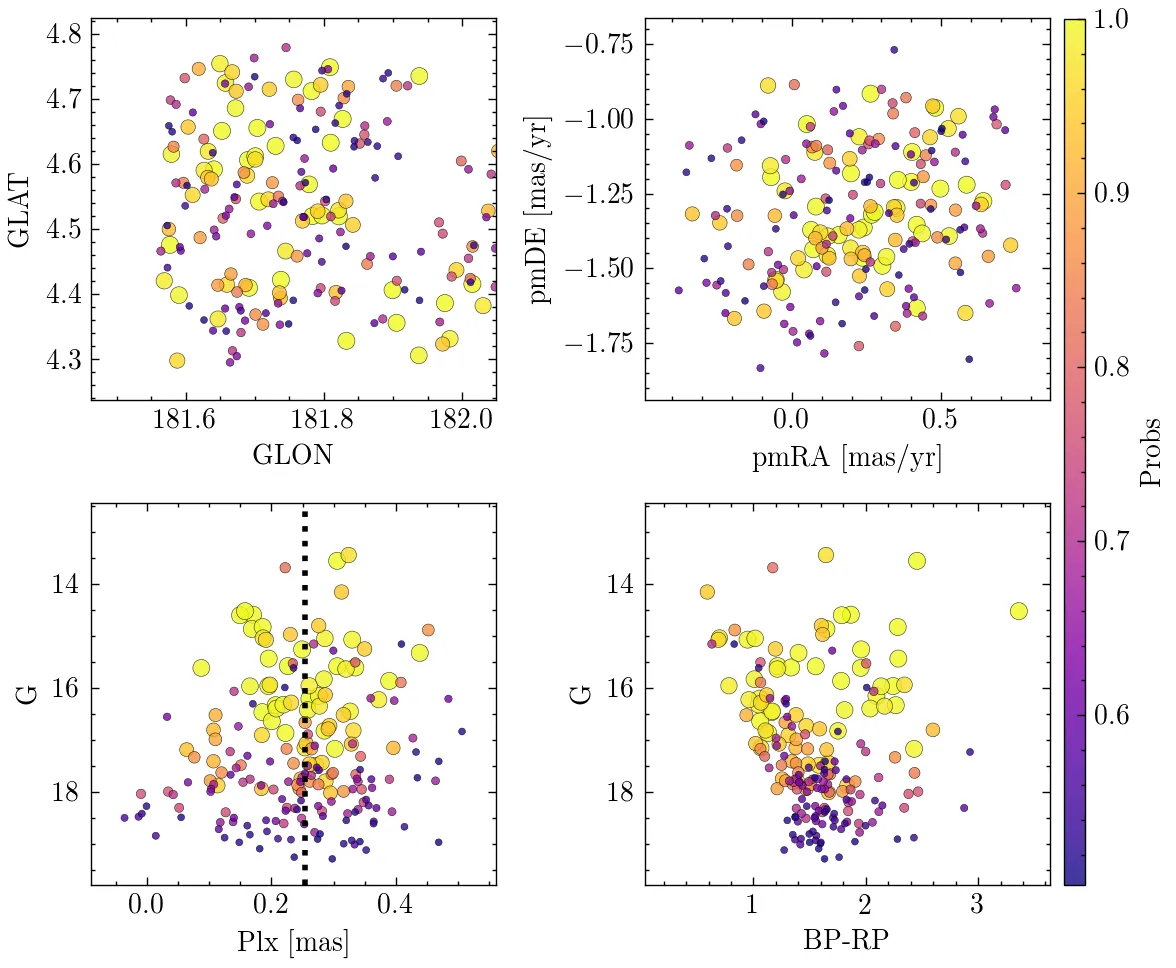 4.8
4.7
4.6
4.5
4.4
4.3
GLAT
181.6 181.8 182.0
GLON
−0.75
−1.00
−1.25
−1.50
−1.75
pmDE [mas/yr]
0.0 0.5
pmRA [mas/yr]
1.0
0.9
0.8
0.7
0.6
Probs
14
16
18
G
0.0 0.2 0.4
Plx [mas]
14
16
18
G
1 2 3
BP-RP